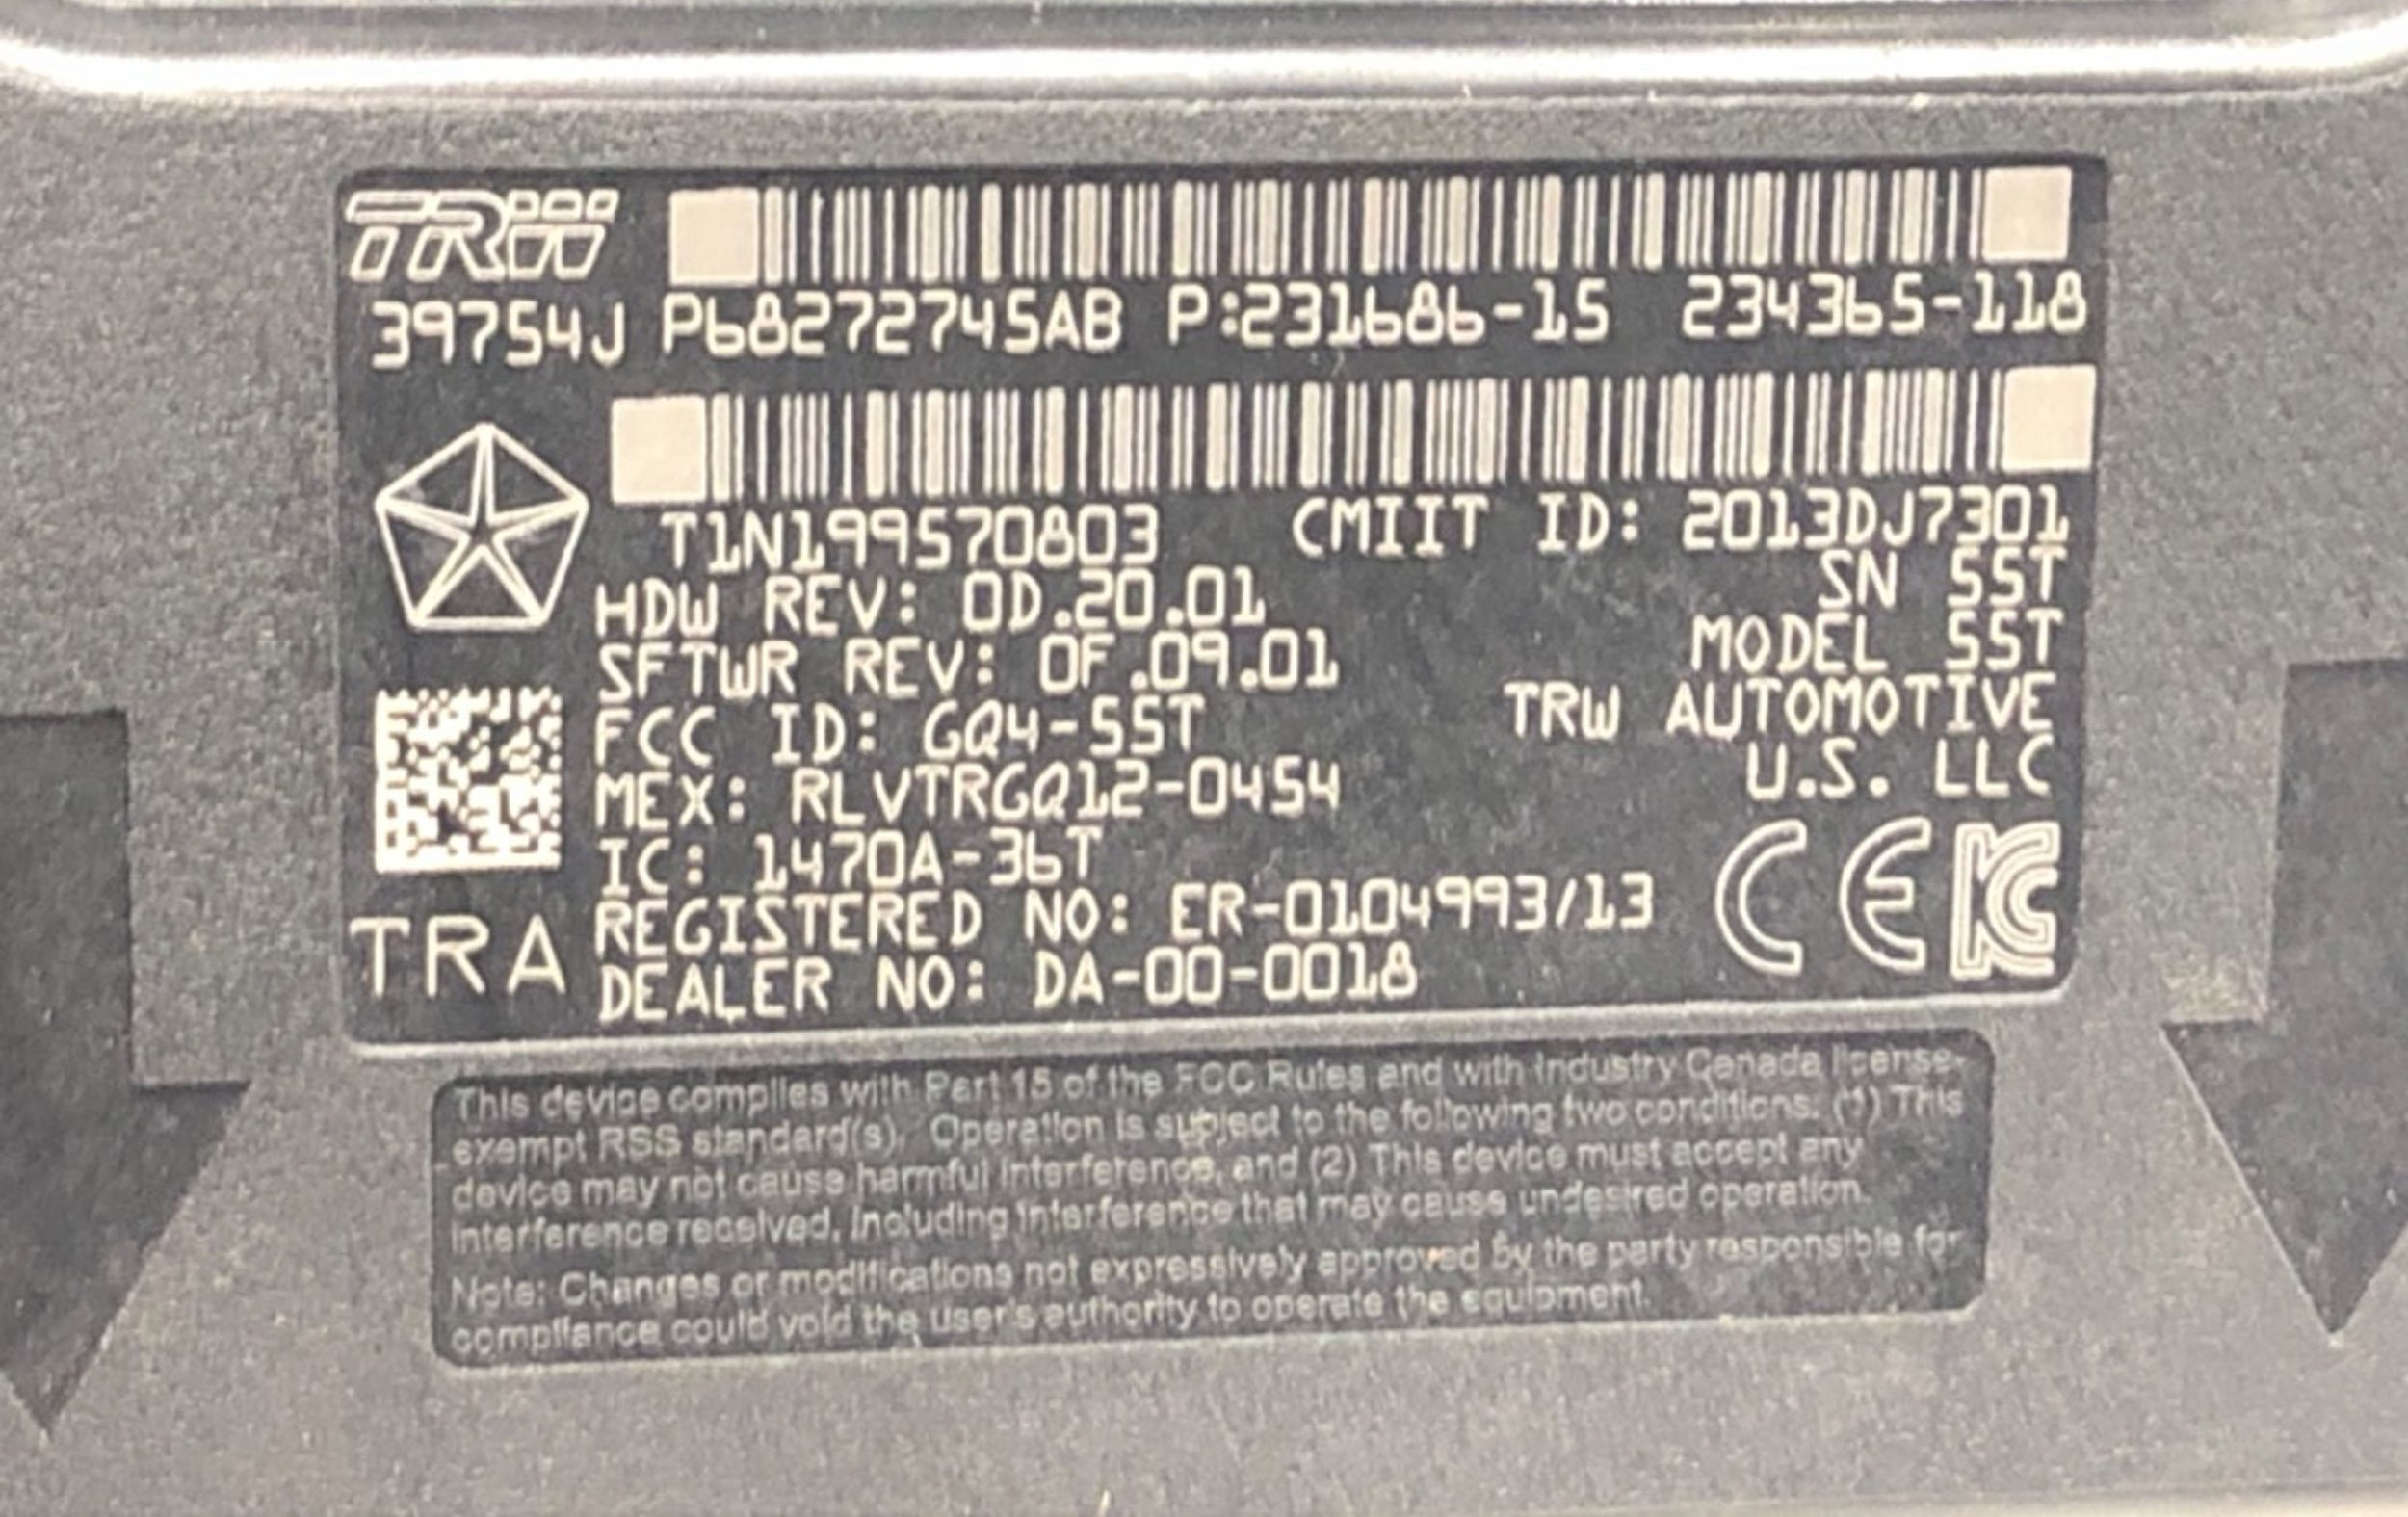 TRW
39754J P68272745AB P:231686-15 234365-118
T1N199570803 CMIIT ID: 2013DJ7301
SN 55T
HDW REV: 0D.20.01
MODEL 55T
SFTWR REV: 0F.09.01
TRW AUTOMOTIVE
FCC ID: GQ4-55T
U.S. LLC
MEX: RLVTRGQ12-0454
IC: 1470A-36T
CE KC
REGISTERED NO: ER-0104993/13
TRA
DEALER NO: DA-00-0018
This device complies with Part 15 of the FCC Rules and with Industry Canada license-
exempt RSS standard(s). Operation is subject to the following two conditions: (1) This
device may not cause harmful interference, and (2) This device must accept any
interference received, including interference that may cause undesired operation.
Note: Changes or modifications not expressively approved by the party responsible for
compliance could void the user's authority to operate the equipment.